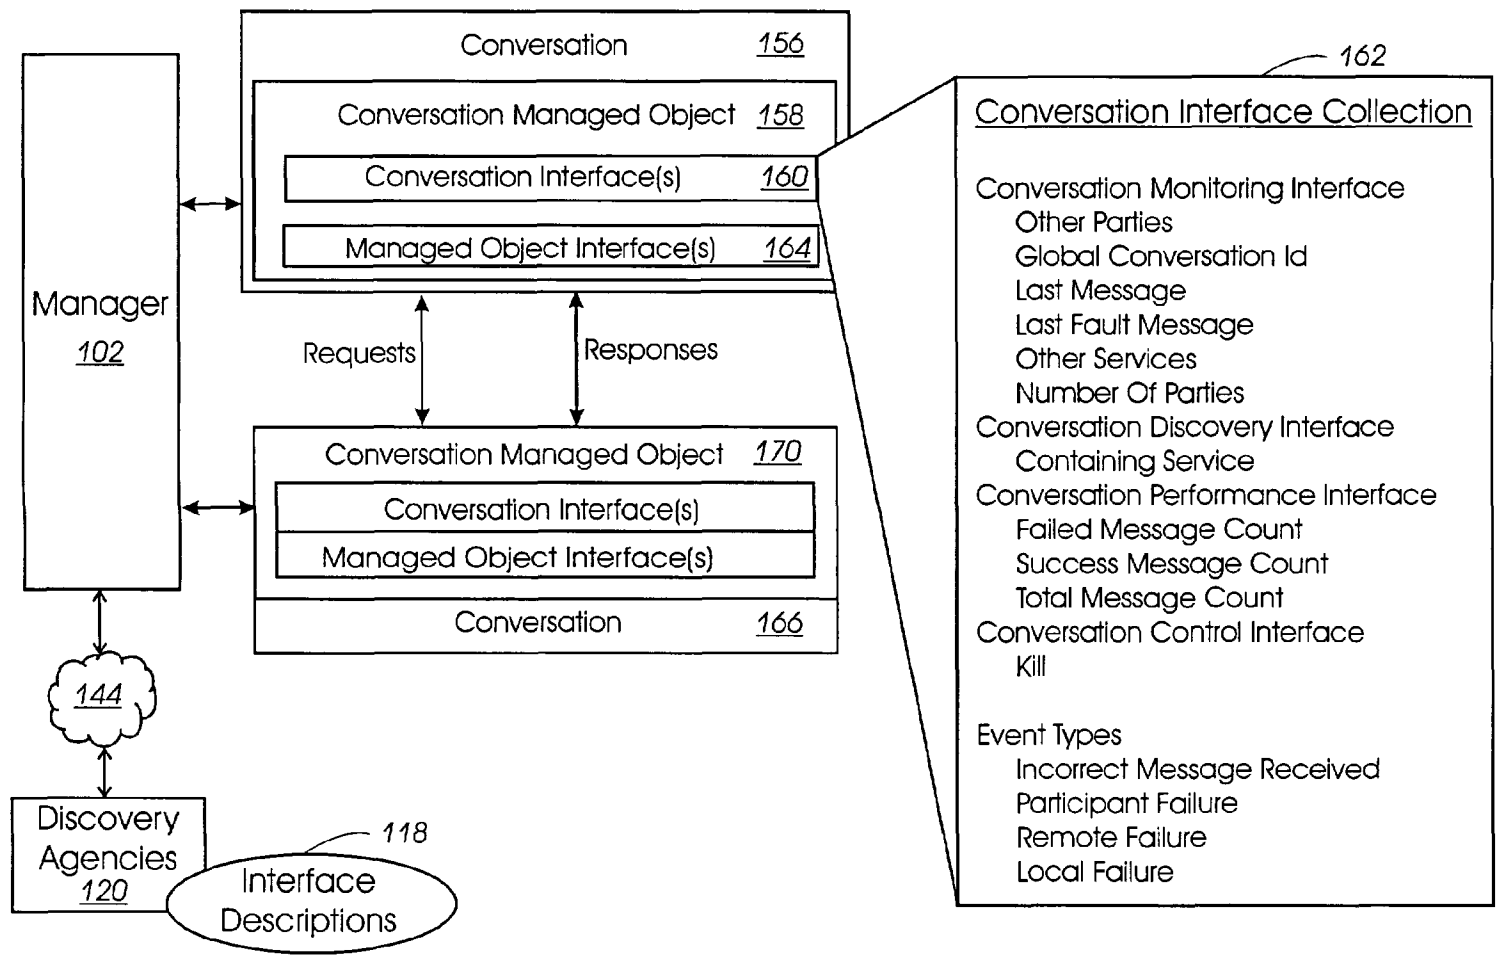 Conversation 156
Conversation Managed Object 158
Conversation Interface(s) 160
Managed Object Interface(s) 164
Manager
102
Requests
Responses
Conversation Managed Object 170
Conversation Interface(s)
Managed Object Interface(s)
Conversation 166
144
Discovery
Agencies
120
118
Interface
Descriptions
162
Conversation Interface Collection
Conversation Monitoring Interface
Other Parties
Global Conversation Id
Last Message
Last Fault Message
Other Services
Number Of Parties
Conversation Discovery Interface
Containing Service
Conversation Performance Interface
Failed Message Count
Success Message Count
Total Message Count
Conversation Control Interface
Kill
Event Types
Incorrect Message Received
Participant Failure
Remote Failure
Local Failure